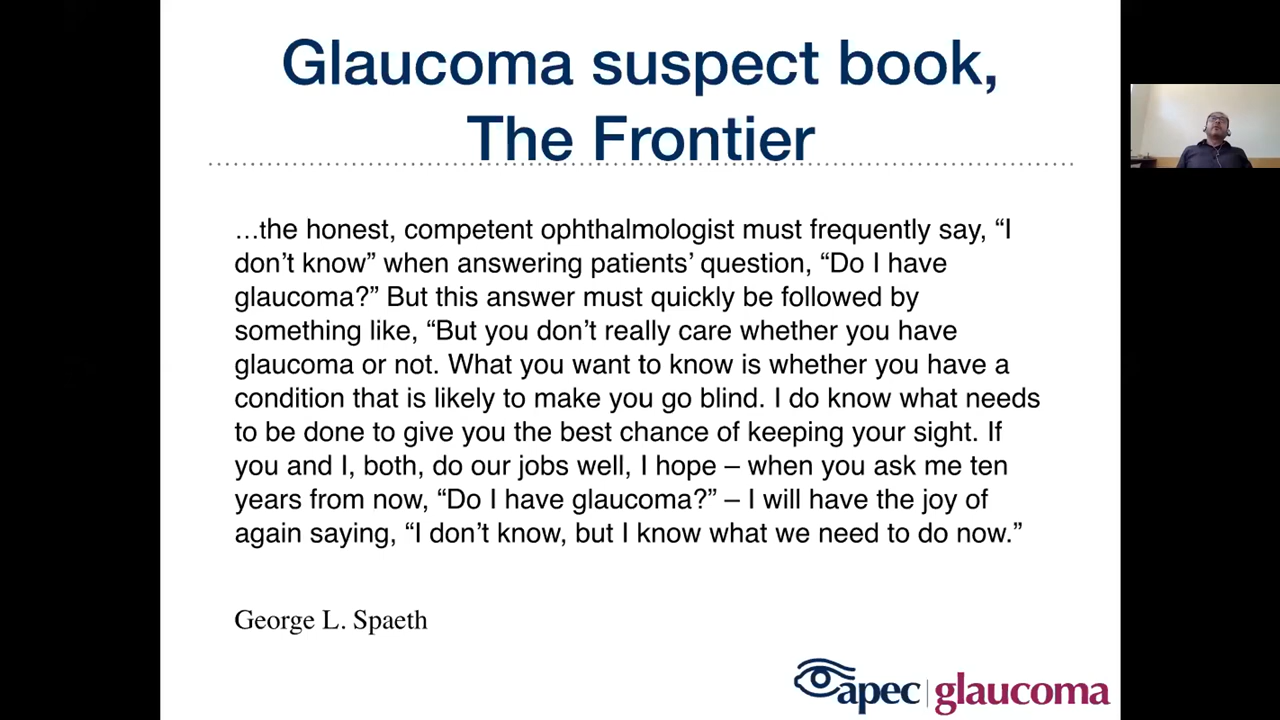 Glaucoma suspect book,
The Frontier
…the honest, competent ophthalmologist must frequently say, “I
don’t know” when answering patients’ question, “Do I have
glaucoma?” But this answer must quickly be followed by
something like, “But you don’t really care whether you have
glaucoma or not. What you want to know is whether you have a
condition that is likely to make you go blind. I do know what needs
to be done to give you the best chance of keeping your sight. If
you and I, both, do our jobs well, I hope – when you ask me ten
years from now, “Do I have glaucoma?” – I will have the joy of
again saying, “I don’t know, but I know what we need to do now.”
George L. Spaeth
apec glaucoma